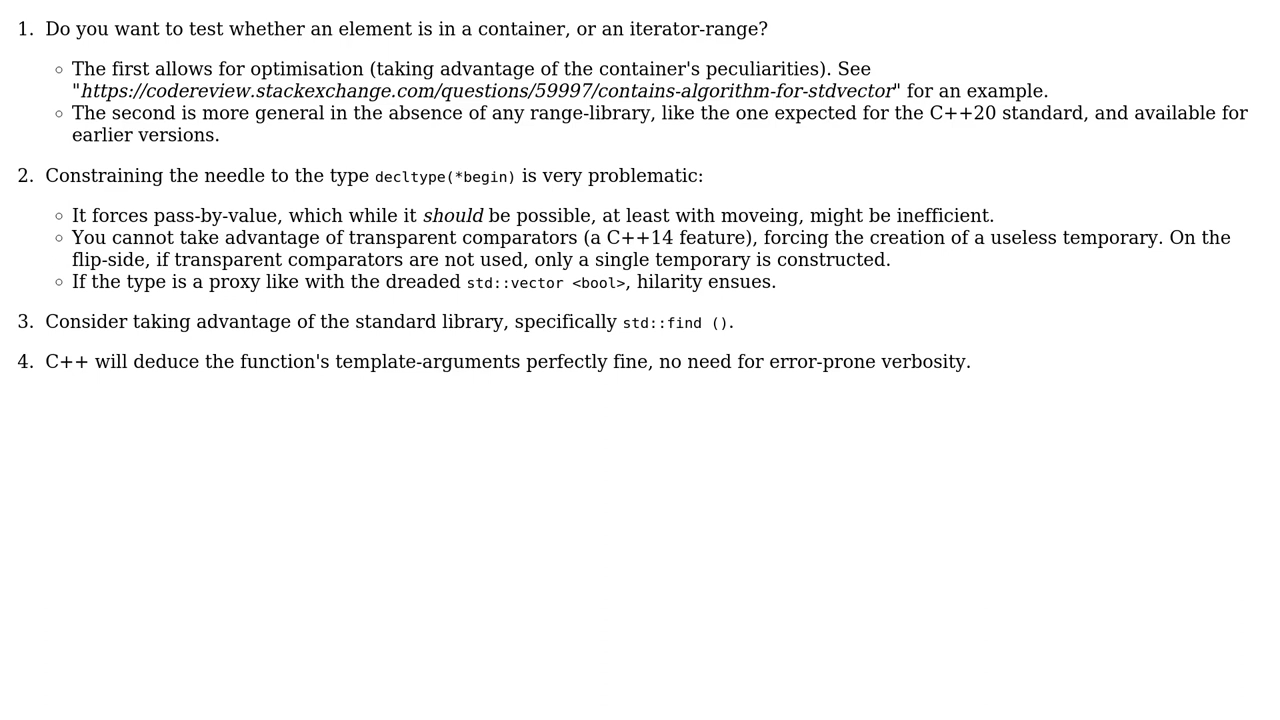 1. Do you want to test whether an element is in a container, or an iterator-range?
◦ The first allows for optimisation (taking advantage of the container's peculiarities). See
"https://codereview.stackexchange.com/questions/59997/contains-algorithm-for-stdvector" for an example.
◦ The second is more general in the absence of any range-library, like the one expected for the C++20 standard, and available for
earlier versions.
2. Constraining the needle to the type decltype(*begin) is very problematic:
◦ It forces pass-by-value, which while it should be possible, at least with moveing, might be inefficient.
◦ You cannot take advantage of transparent comparators (a C++14 feature), forcing the creation of a useless temporary. On the
flip-side, if transparent comparators are not used, only a single temporary is constructed.
◦ If the type is a proxy like with the dreaded std::vector <bool>, hilarity ensues.
3. Consider taking advantage of the standard library, specifically std::find ().
4. C++ will deduce the function's template-arguments perfectly fine, no need for error-prone verbosity.